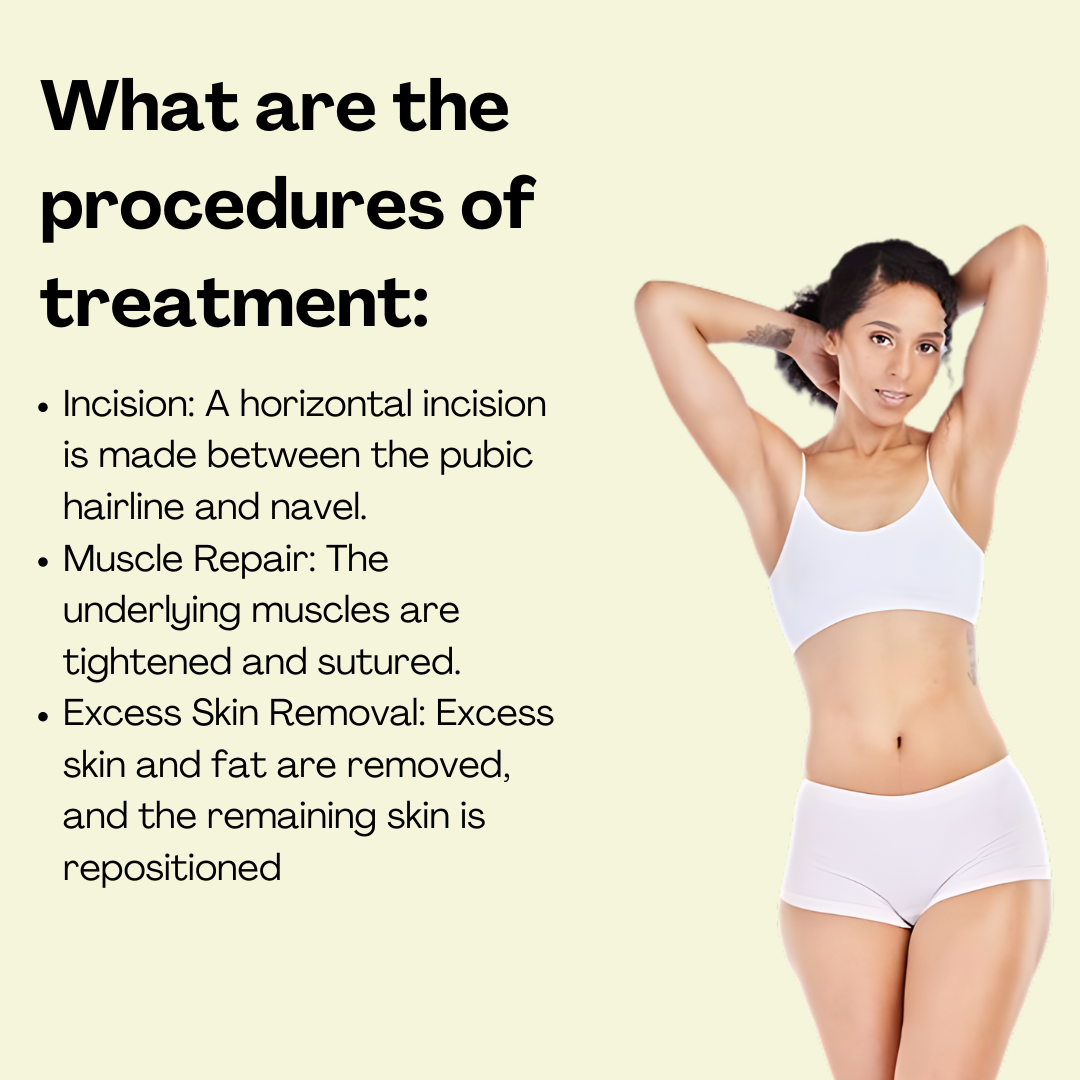 What are the
procedures of
treatment:
• Incision: A horizontal incision
is made between the pubic
hairline and navel.
• Muscle Repair: The
underlying muscles are
tightened and sutured.
• Excess Skin Removal: Excess
skin and fat are removed,
and the remaining skin is
repositioned